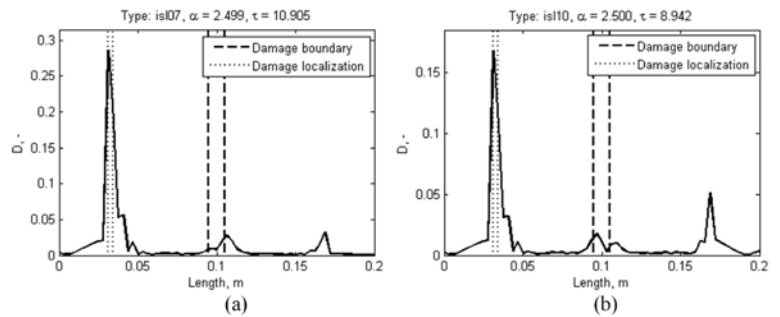 Type: isl07, α = 2.499, τ = 10.905
0.3
0.25
0.2
0.15
0.1
0.05
0
D, -
Damage boundary
Damage localization
0 0.05 0.1 0.15 0.2
Length, m
(a)
Type: isl10, α = 2.500, τ = 8.942
0.15
0.1
0.05
0
D, -
Damage boundary
Damage localization
0 0.05 0.1 0.15 0.2
Length, m
(b)